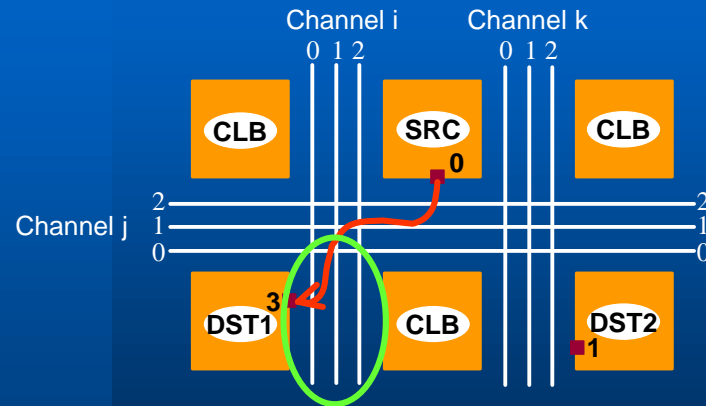 Channel i Channel k
0 1 2 0 1 2
CLB SRC CLB
0
2 2
Channel j 1 1
0 0
3
DST1 CLB DST2
1